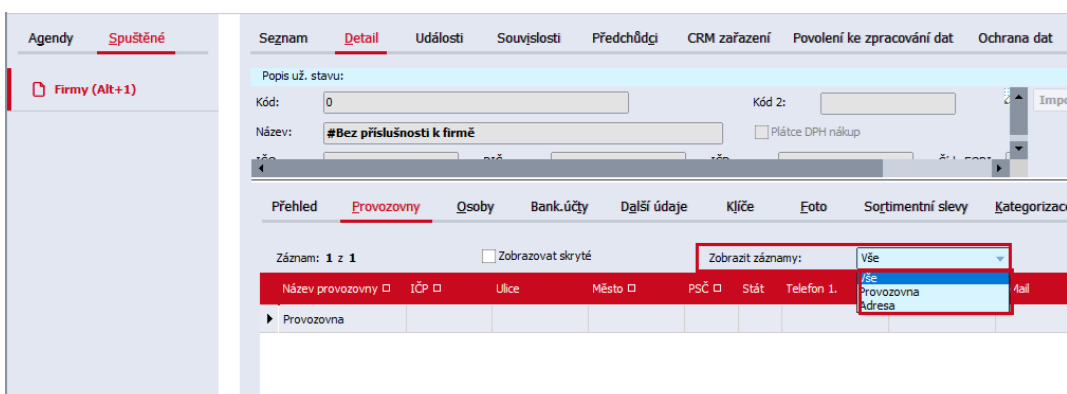 Agendy Spuštěné
Firmy (Alt+1)
Seznam Detail Události Souvislosti Předchůdci CRM zařazení Povolení ke zpracování dat Ochrana dat
Popis už. stavu:
Kód: 0 Kód 2:
Název: #Bez příslušnosti k firmě Plátce DPH nákup
Přehled Provozovny Osoby Bank.účty Další údaje Klíče Foto Sortimentní slevy
Záznam: 1 z 1 Zobrazovat skryté Zobrazit záznamy: Vše
Název provozovny IČP Ulice Město PSČ Stát Telefon 1.
Vše
Provozovna
Adresa
Provozovna